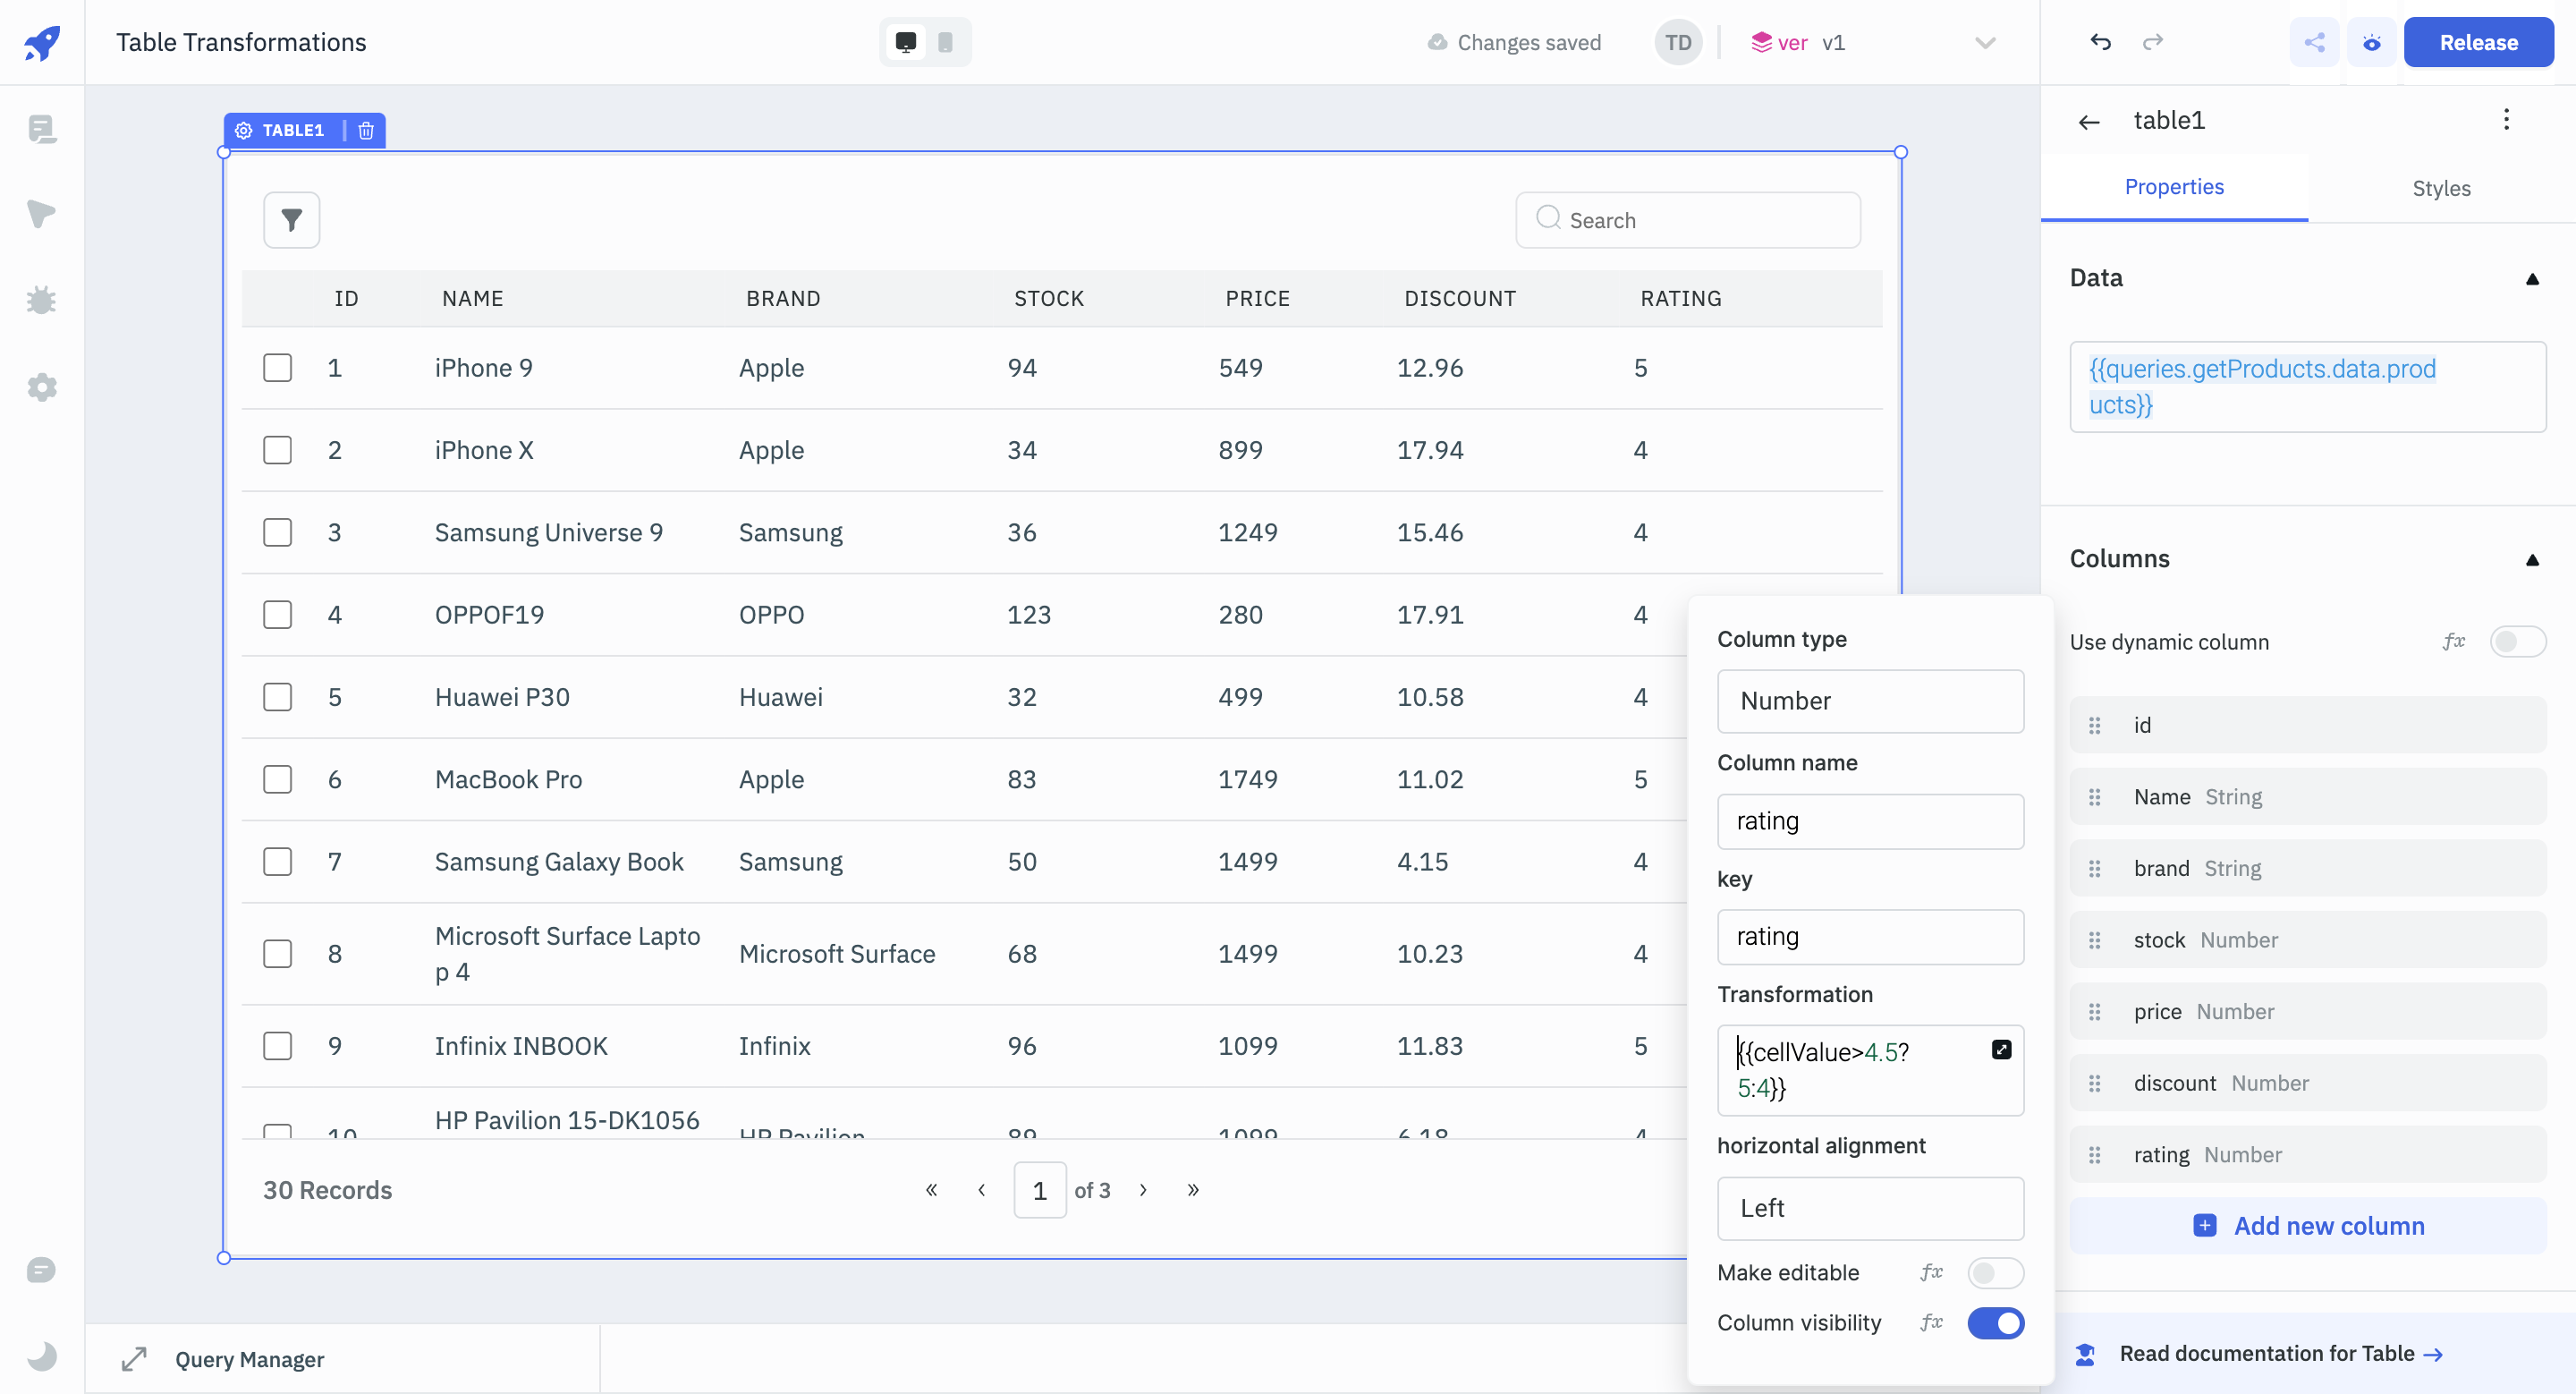 Table Transformations
Changes saved
TD
ver v1
Release
TABLE1
table1
Properties
Styles
Search
Data
{{queries.getProducts.data.prod
ucts}}
ID NAME BRAND STOCK PRICE DISCOUNT RATING
1 iPhone 9 Apple 94 549 12.96 5
2 iPhone X Apple 34 899 17.94 4
3 Samsung Universe 9 Samsung 36 1249 15.46 4
4 OPPOF19 OPPO 123 280 17.91 4
5 Huawei P30 Huawei 32 499 10.58 4
6 MacBook Pro Apple 83 1749 11.02 5
7 Samsung Galaxy Book Samsung 50 1499 4.15 4
8 Microsoft Surface Lapto
p 4 Microsoft Surface 68 1499 10.23 4
9 Infinix INBOOK Infinix 96 1099 11.83 5
10 HP Pavilion 15-DK1056 HP Pavilion 89 1099 6.18 4
30 Records
« ‹ 1 of 3 › »
Column type
Number
Column name
rating
key
rating
Transformation
{{cellValue>4.5?
5:4}}
horizontal alignment
Left
Make editable fx
Column visibility fx
Columns
Use dynamic column fx
id
Name String
brand String
stock Number
price Number
discount Number
rating Number
+ Add new column
Read documentation for Table →
Query Manager